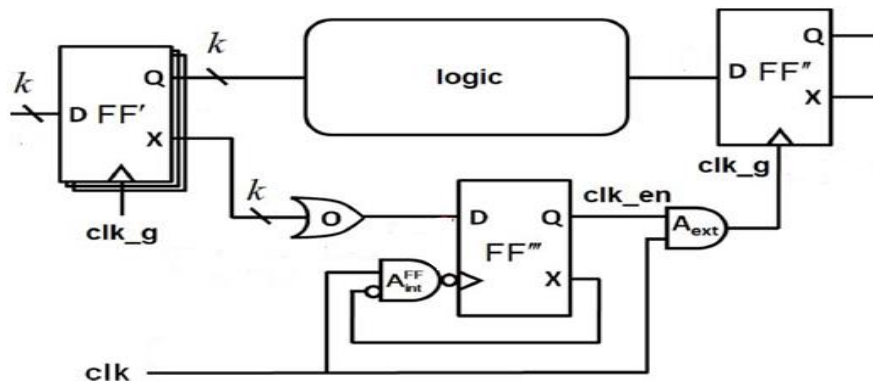 k
k
Q
D FF′
X
clk_g
logic
Q
D FF″
X
clk_g
k
O
D
Q
FF‴
X
clk_en
A_ext
A_int^FF
clk